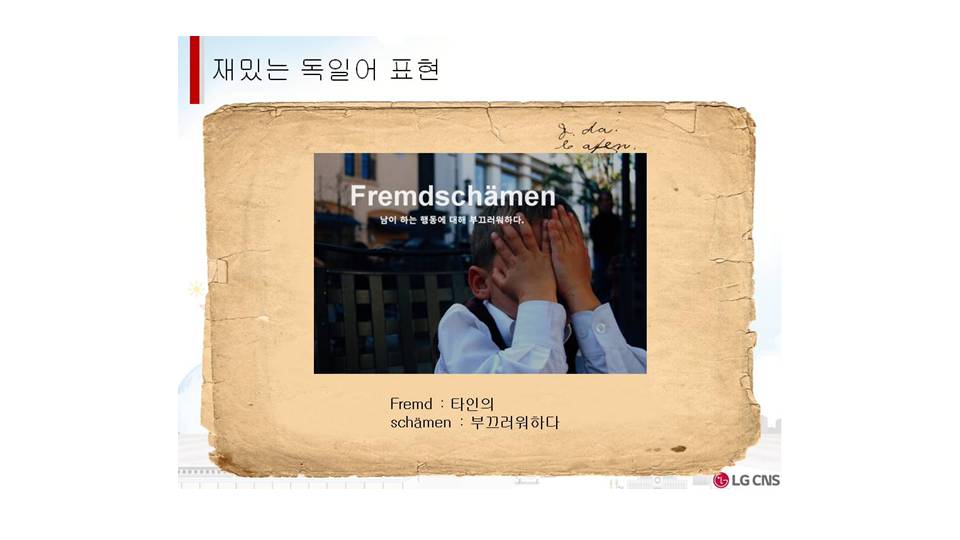 재밌는 독일어 표현
Fremdschämen
남이 하는 행동에 대해 부끄러워하다.
Fremd : 타인의
schämen : 부끄러워하다
LG CNS